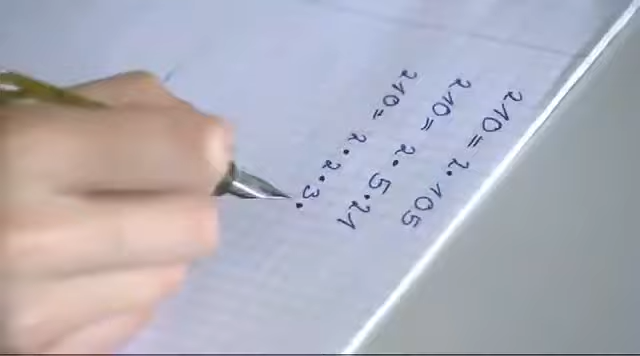 210 = 2·105
210 = 2·5·21
210 = 2·2·3·